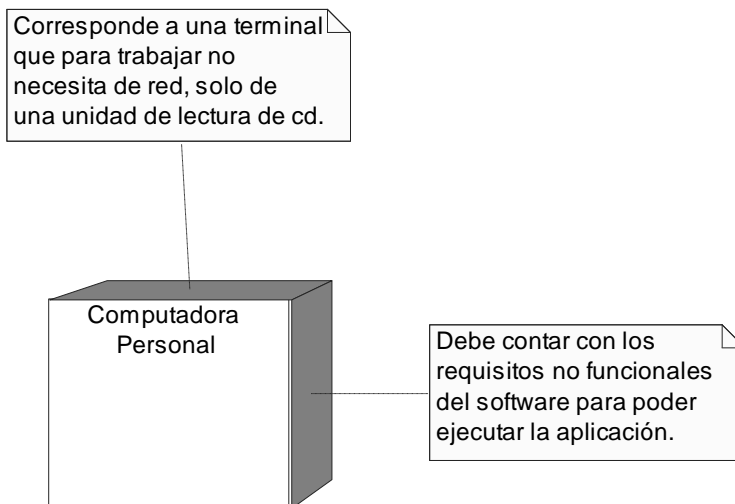 Corresponde a una terminal
que para trabajar no
necesita de red, solo de
una unidad de lectura de cd.
Computadora
Personal
Debe contar con los
requisitos no funcionales
del software para poder
ejecutar la aplicación.